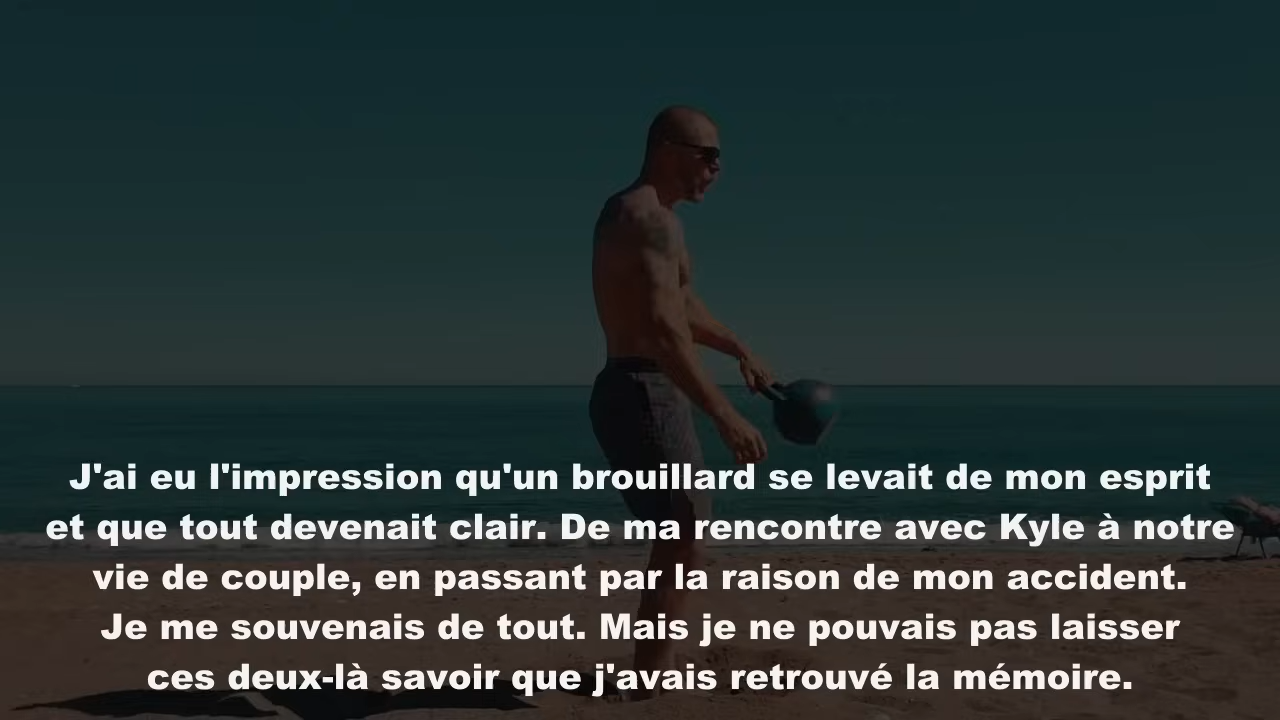 J'ai eu l'impression qu'un brouillard se levait de mon esprit
et que tout devenait clair. De ma rencontre avec Kyle à notre
vie de couple, en passant par la raison de mon accident.
Je me souvenais de tout. Mais je ne pouvais pas laisser
ces deux-là savoir que j'avais retrouvé la mémoire.